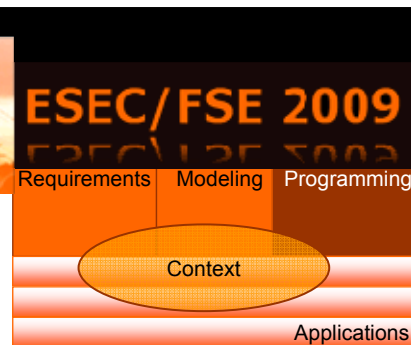 ESEC/FSE 2009
Requirements Modeling Programming
Context
Applications